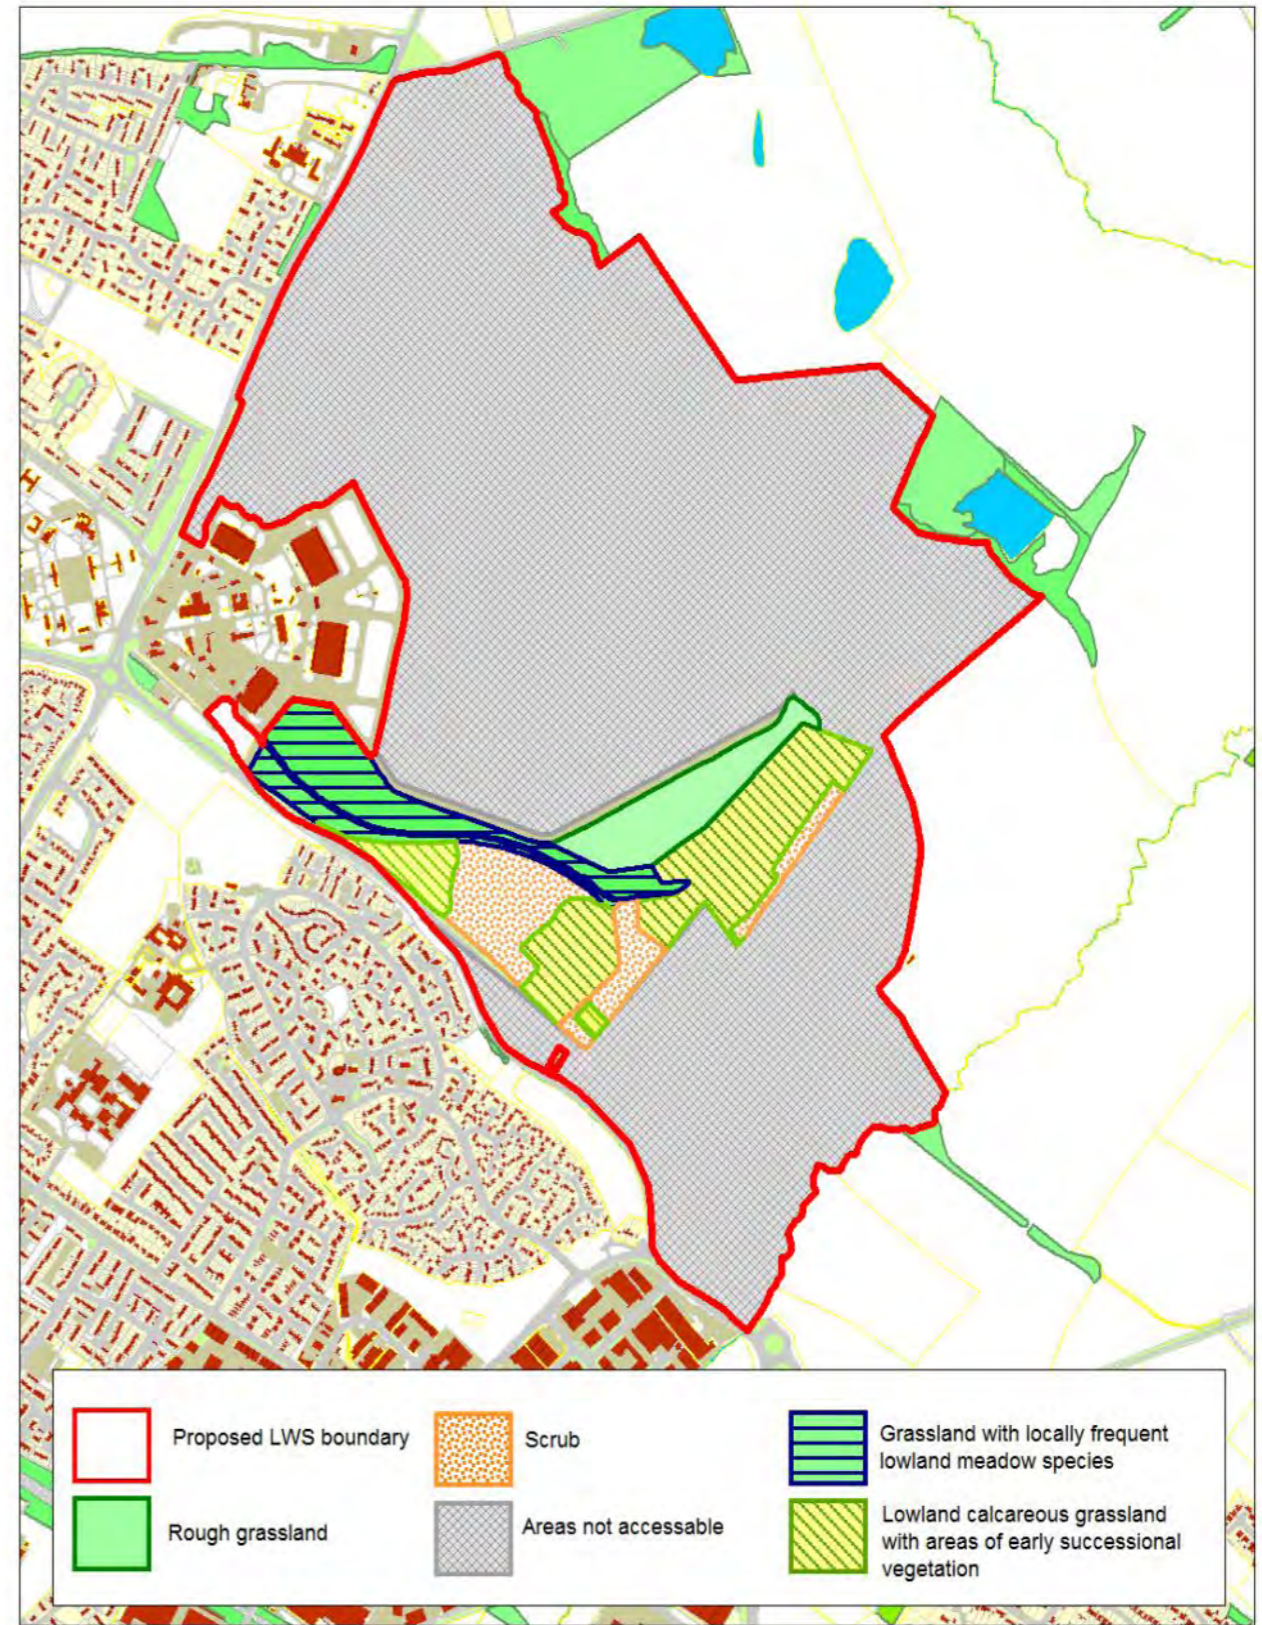 Proposed LWS boundary
Rough grassland
Scrub
Areas not accessable
Grassland with locally frequent
lowland meadow species
Lowland calcareous grassland
with areas of early successional
vegetation